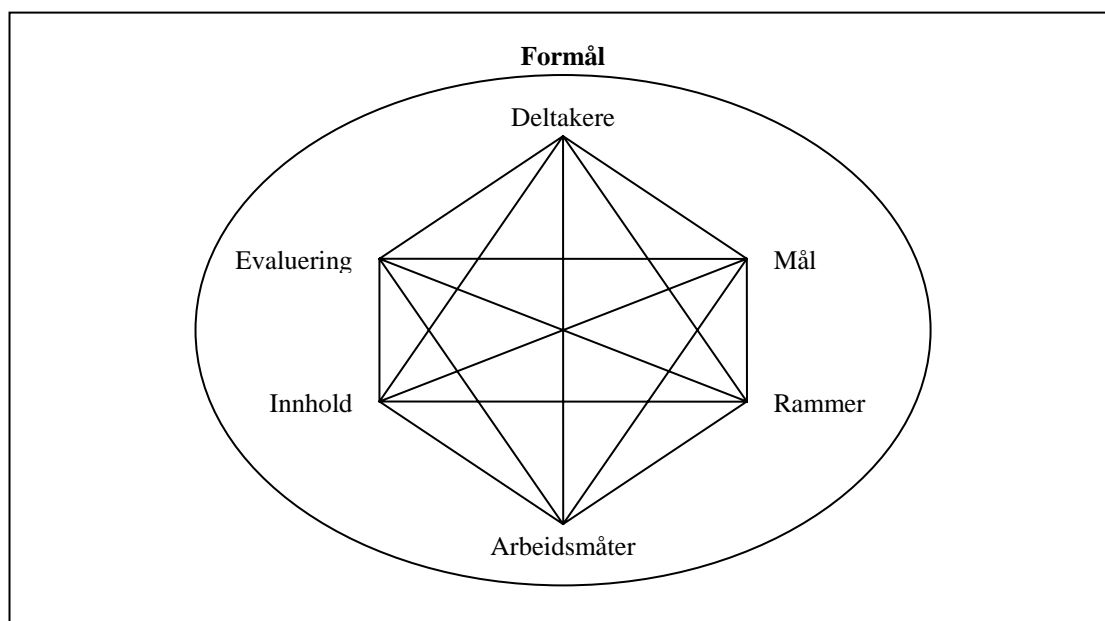 Formål
Deltakere
Evaluering
Mål
Innhold
Rammer
Arbeidsmåter